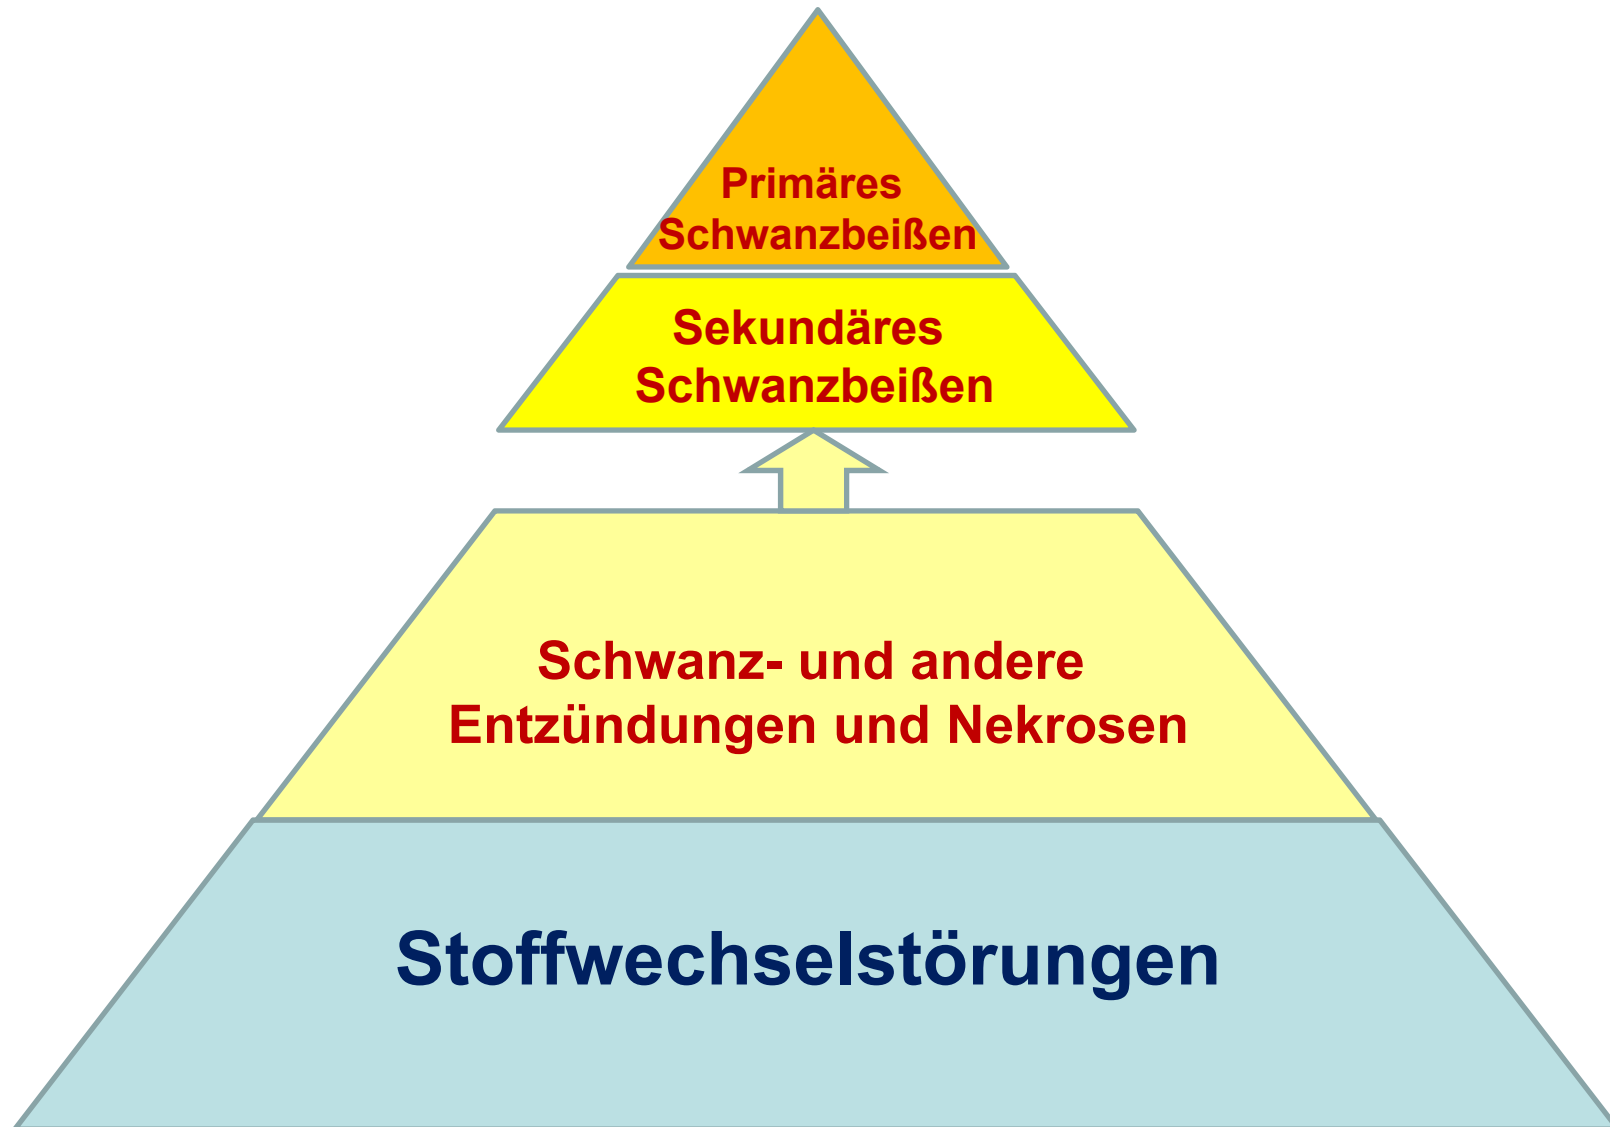 Primäres
Schwanzbeißen
Sekundäres
Schwanzbeißen
Schwanz- und andere
Entzündungen und Nekrosen
Stoffwechselstörungen